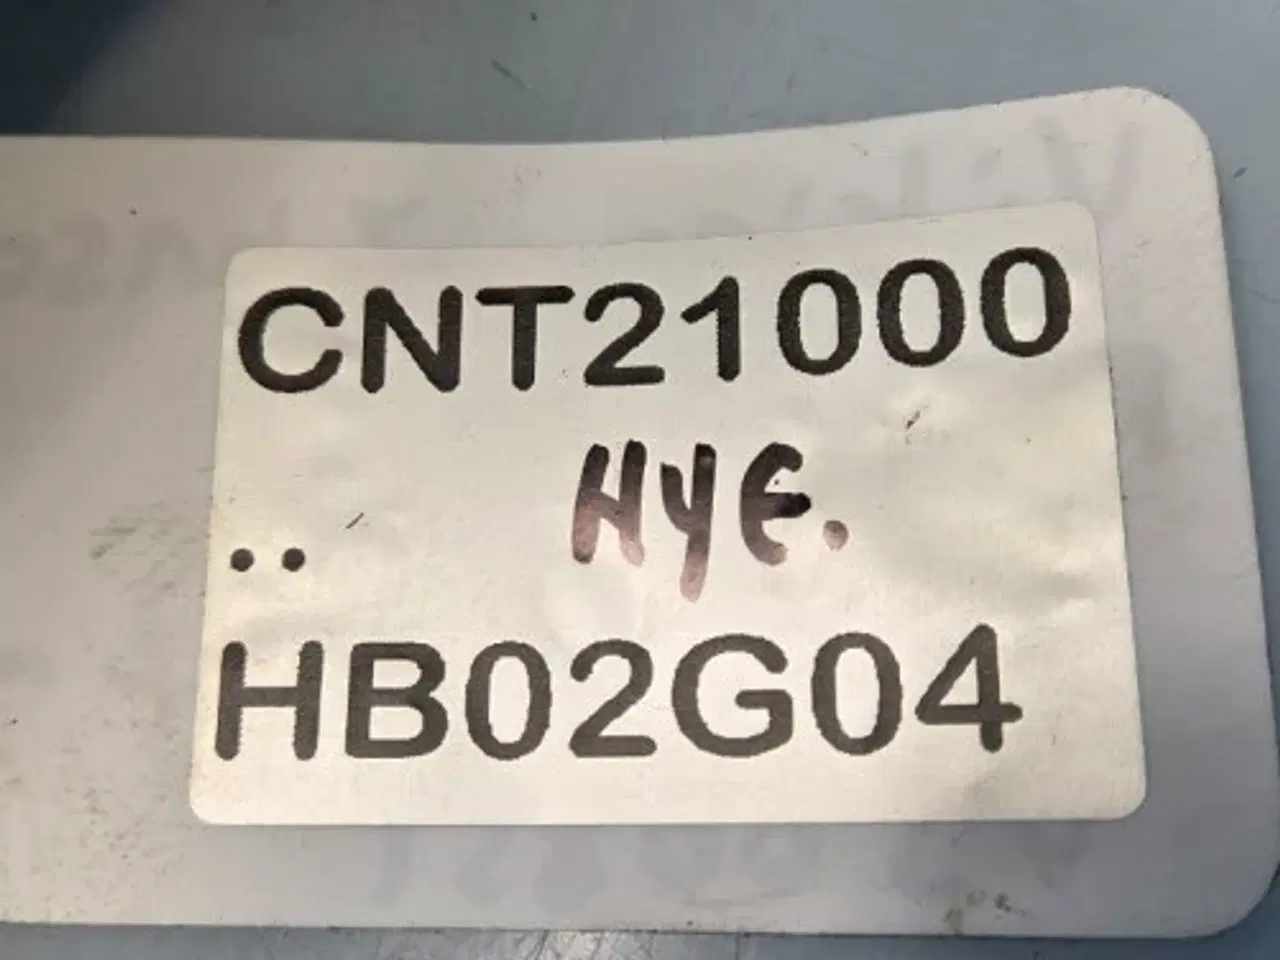 CNT21000
HYE.
..
HB02G04